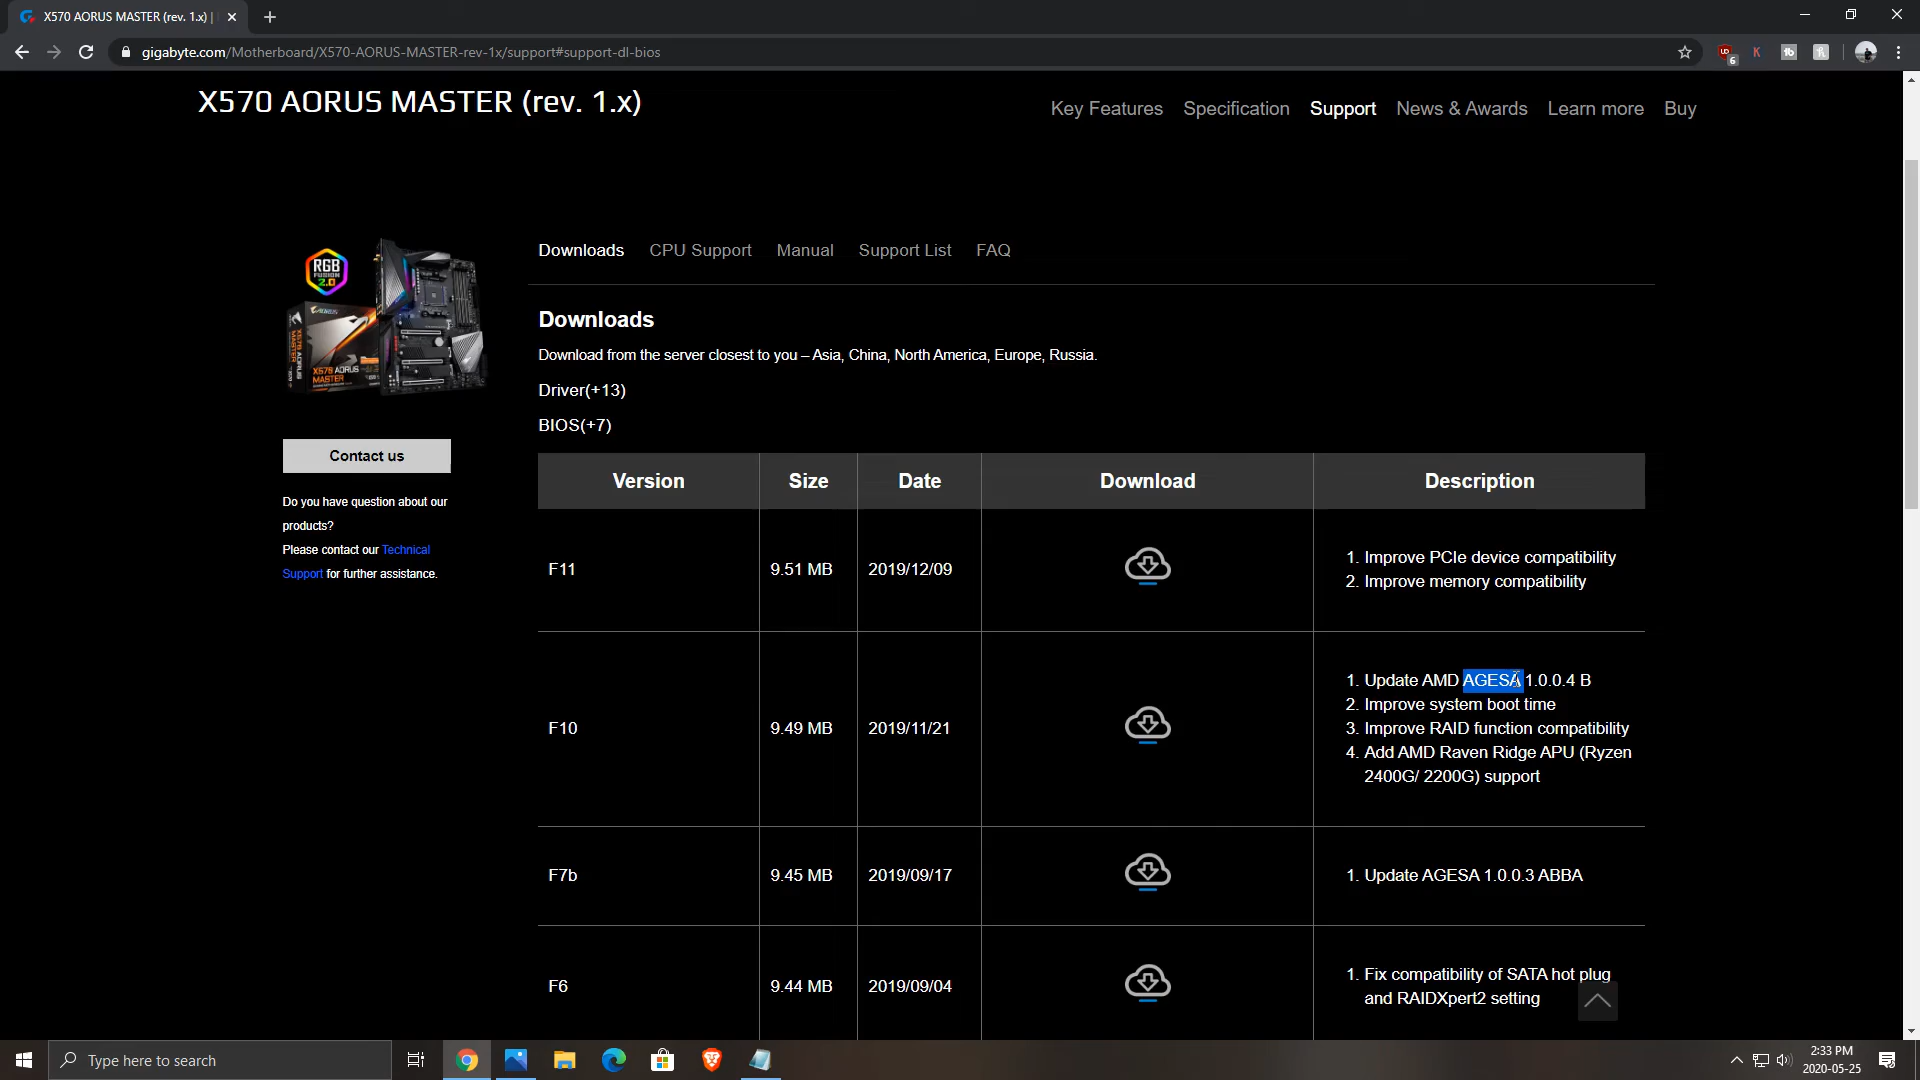 X570 AORUS MASTER (rev. 1.x) |
gigabyte.com/Motherboard/X570-AORUS-MASTER-rev-1x/support#support-dl-bios
6
X570 AORUS MASTER (rev. 1.x)
Key Features Specification Support News & Awards Learn more Buy
RGB
FUSION
2.0
AORUS
X570 AORUS
MASTER
Downloads CPU Support Manual Support List FAQ
Downloads
Download from the server closest to you – Asia, China, North America, Europe, Russia.
Driver(+13)
BIOS(+7)
Contact us
Do you have question about our
products?
Please contact our Technical
Support for further assistance.
Version Size Date Download Description
F11 9.51 MB 2019/12/09
1. Improve PCIe device compatibility
2. Improve memory compatibility
F10 9.49 MB 2019/11/21
1. Update AMD AGESA 1.0.0.4 B
2. Improve system boot time
3. Improve RAID function compatibility
4. Add AMD Raven Ridge APU (Ryzen
2400G/ 2200G) support
F7b 9.45 MB 2019/09/17
1. Update AGESA 1.0.0.3 ABBA
F6 9.44 MB 2019/09/04
1. Fix compatibility of SATA hot plug
and RAIDXpert2 setting
Type here to search
2:33 PM
2020-05-25